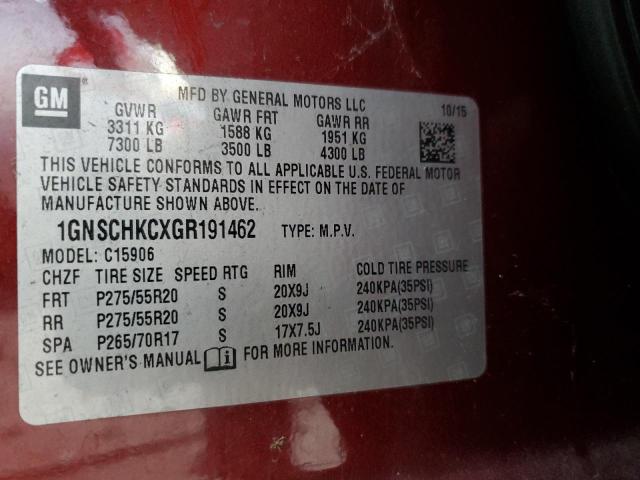 GM ®
MFD BY GENERAL MOTORS LLC 10/15
GVWR GAWR FRT GAWR RR
3311 KG 1588 KG 1951 KG
7300 LB 3500 LB 4300 LB
THIS VEHICLE CONFORMS TO ALL APPLICABLE U.S. FEDERAL MOTOR
VEHICLE SAFETY STANDARDS IN EFFECT ON THE DATE OF
MANUFACTURE SHOWN ABOVE.
1GNSCHKCXGR191462 TYPE: M.P.V.
MODEL: C15906
CHZF TIRE SIZE SPEED RTG RIM COLD TIRE PRESSURE
FRT P275/55R20 S 20X9J 240KPA(35PSI)
RR P275/55R20 S 20X9J 240KPA(35PSI)
SPA P265/70R17 S 17X7.5J 240KPA(35PSI)
SEE OWNER'S MANUAL FOR MORE INFORMATION.